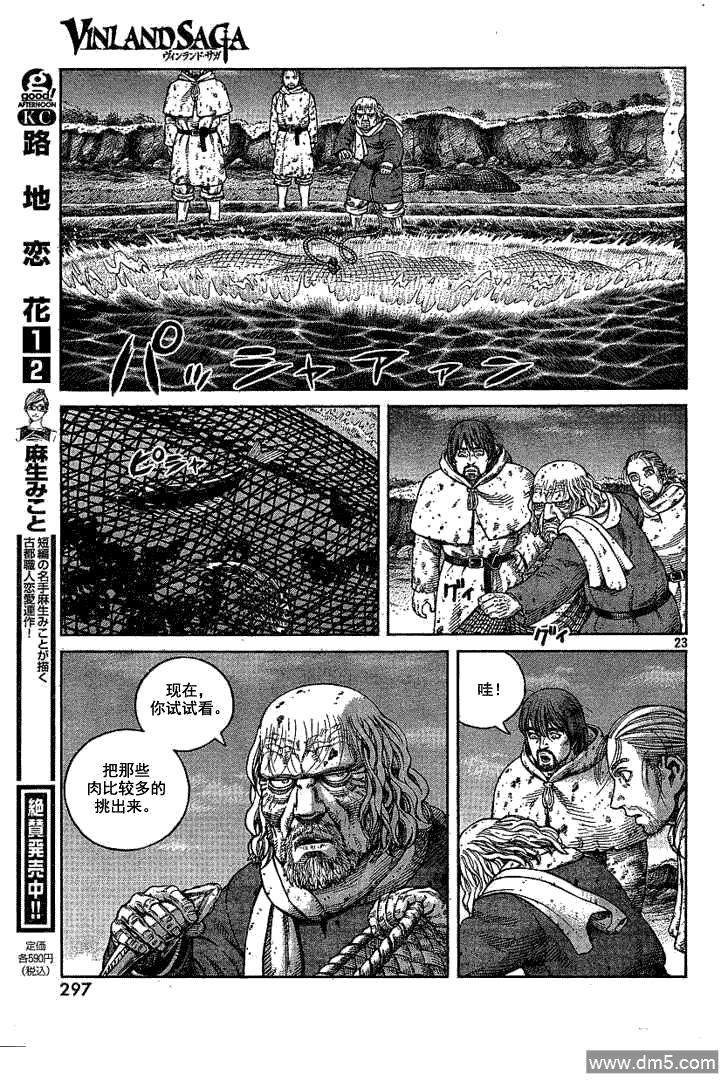 VINLAND SAGA
ヴィンランド・サガ
good!
AFTERNOON
KC
路地恋花
1
2
麻生みこと
短編の名手麻生みことが描く
古都職人恋愛連作!
絶賛発売中!!
定価
各590円
(税込)
パッシャアァン
ピシャ
グイ
グイ
23
现在,
你试试看。
把那些
肉比较多的
挑出来。
哇!
297
www.dm5.com